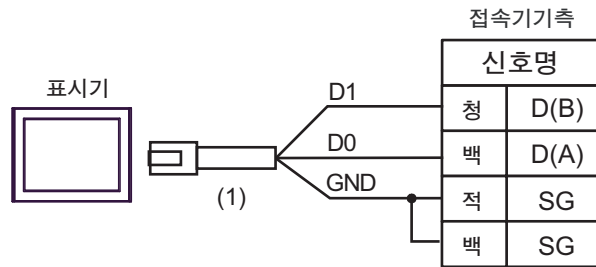 접속기기측
신호명
표시기
D1
청 D(B)
D0
백 D(A)
GND
적 SG
(1)
백 SG